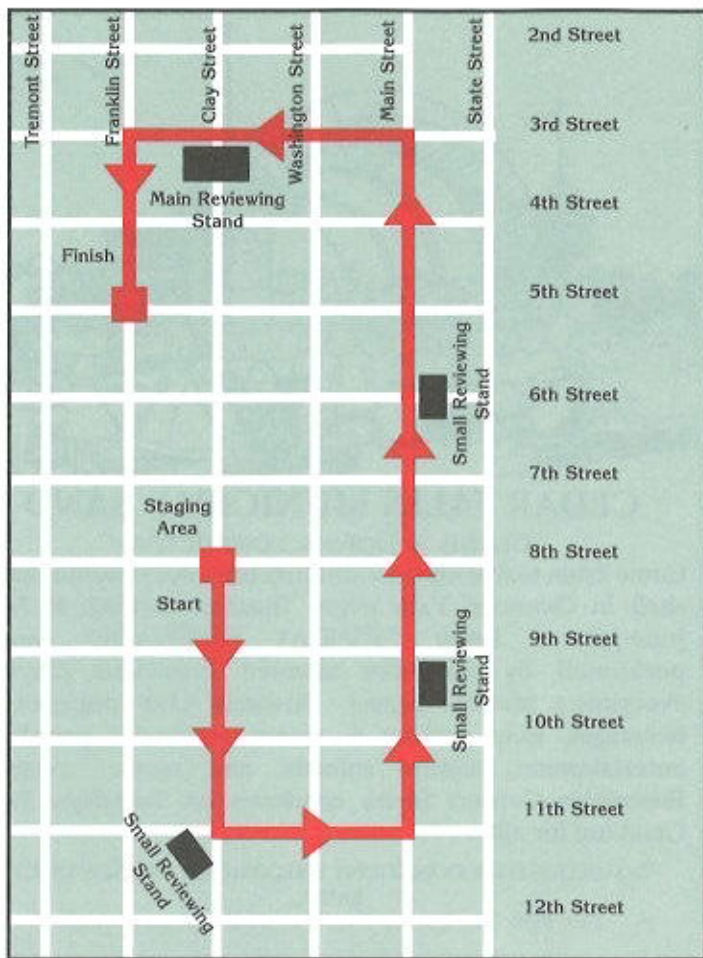 Tremont Street
Franklin Street
Clay Street
Washington Street
Main Street
State Street
2nd Street
3rd Street
Main Reviewing
Stand
4th Street
Finish
5th Street
Small Reviewing
Stand
6th Street
7th Street
Staging
Area
8th Street
Start
9th Street
Small Reviewing
Stand
10th Street
11th Street
Small Reviewing
Stand
12th Street